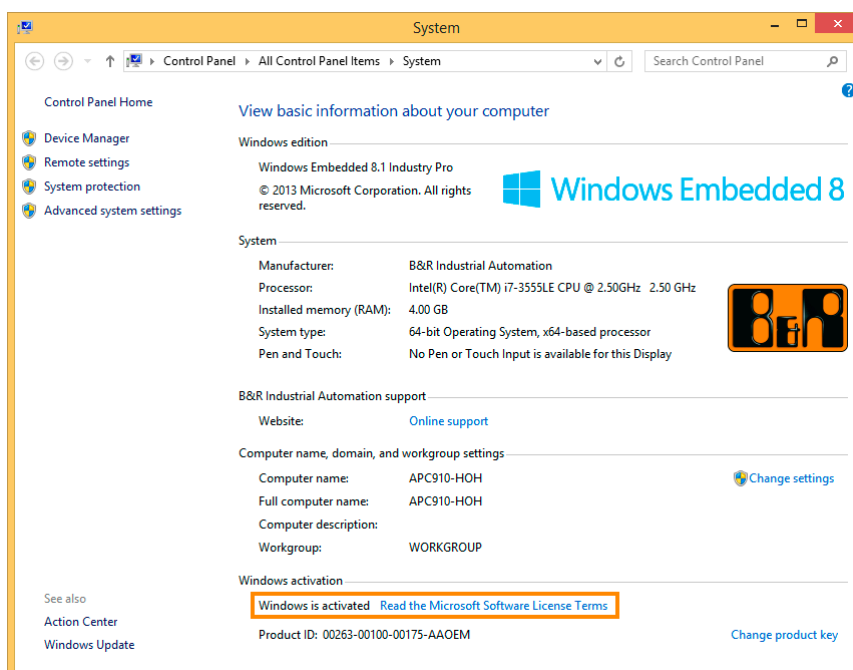 System
Control Panel All Control Panel Items System
Search Control Panel
Control Panel Home
Device Manager
Remote settings
System protection
Advanced system settings
View basic information about your computer
Windows edition
Windows Embedded 8.1 Industry Pro
© 2013 Microsoft Corporation. All rights
reserved.
Windows Embedded 8
System
Manufacturer: B&R Industrial Automation
Processor: Intel(R) Core(TM) i7-3555LE CPU @ 2.50GHz 2.50 GHz
Installed memory (RAM): 4.00 GB
System type: 64-bit Operating System, x64-based processor
Pen and Touch: No Pen or Touch Input is available for this Display
B&R
B&R Industrial Automation support
Website: Online support
Computer name, domain, and workgroup settings
Computer name: APC910-HOH
Change settings
Full computer name: APC910-HOH
Computer description:
Workgroup: WORKGROUP
Windows activation
Windows is activated Read the Microsoft Software License Terms
Product ID: 00263-00100-00175-AAOEM
Change product key
See also
Action Center
Windows Update